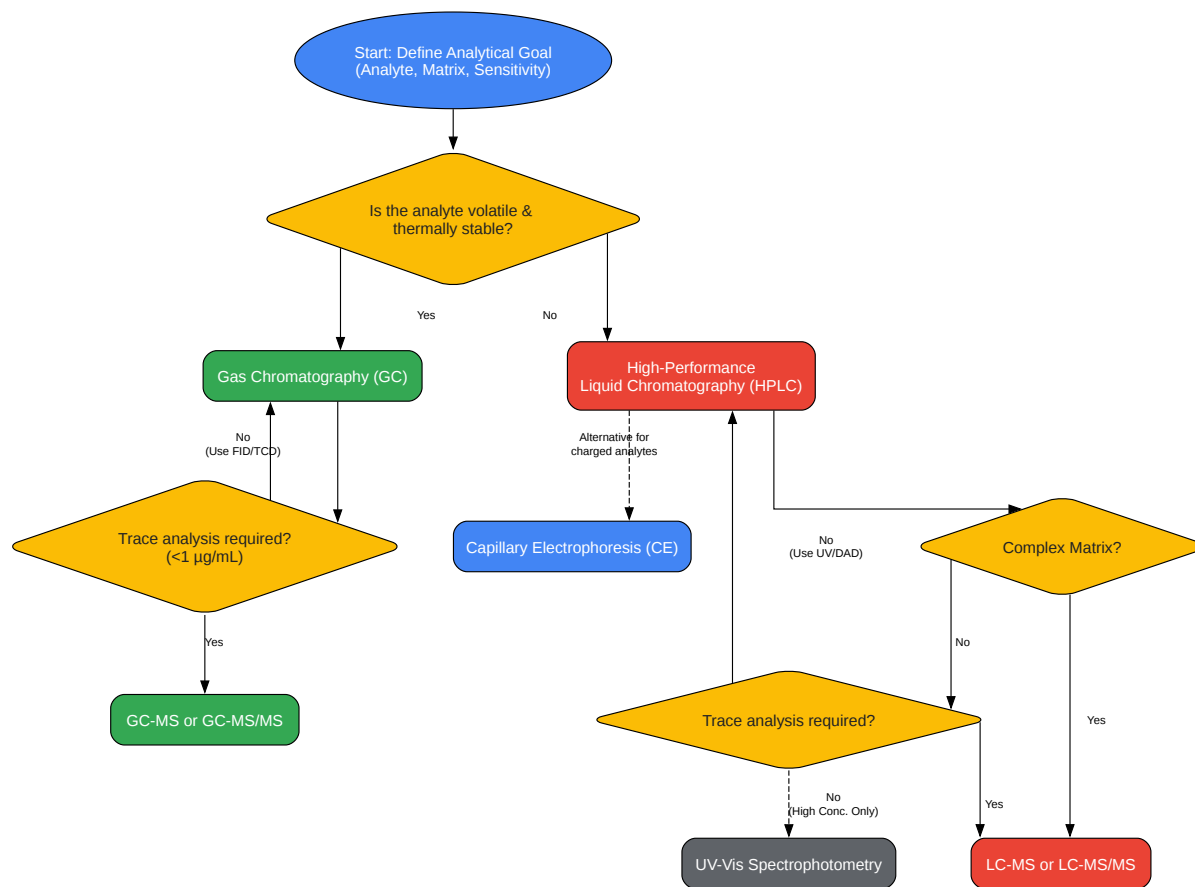 Start: Define Analytical Goal
(Analyte, Matrix, Sensitivity)
Is the analyte volatile &
thermally stable?
Yes
No
Gas Chromatography (GC)
High-Performance
Liquid Chromatography (HPLC)
No
(Use FID/TCD)
Alternative for
charged analytes
Trace analysis required?
(<1 µg/mL)
Capillary Electrophoresis (CE)
No
(Use UV/DAD)
Complex Matrix?
Yes
No
GC-MS or GC-MS/MS
Trace analysis required?
Yes
No
(High Conc. Only)
Yes
UV-Vis Spectrophotometry
LC-MS or LC-MS/MS